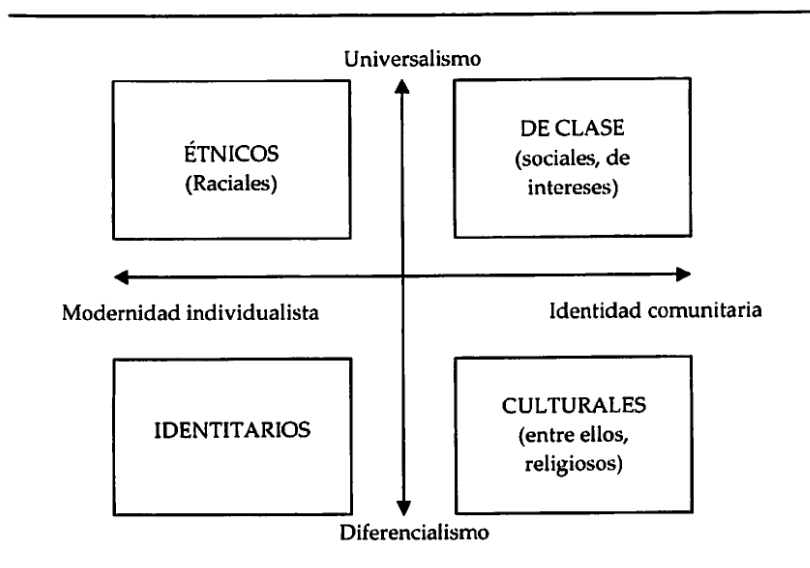 Universalismo
ÉTNICOS
(Raciales)
DE CLASE
(sociales, de
intereses)
Modernidad individualista
Identidad comunitaria
IDENTITARIOS
CULTURALES
(entre ellos,
religiosos)
Diferencialismo